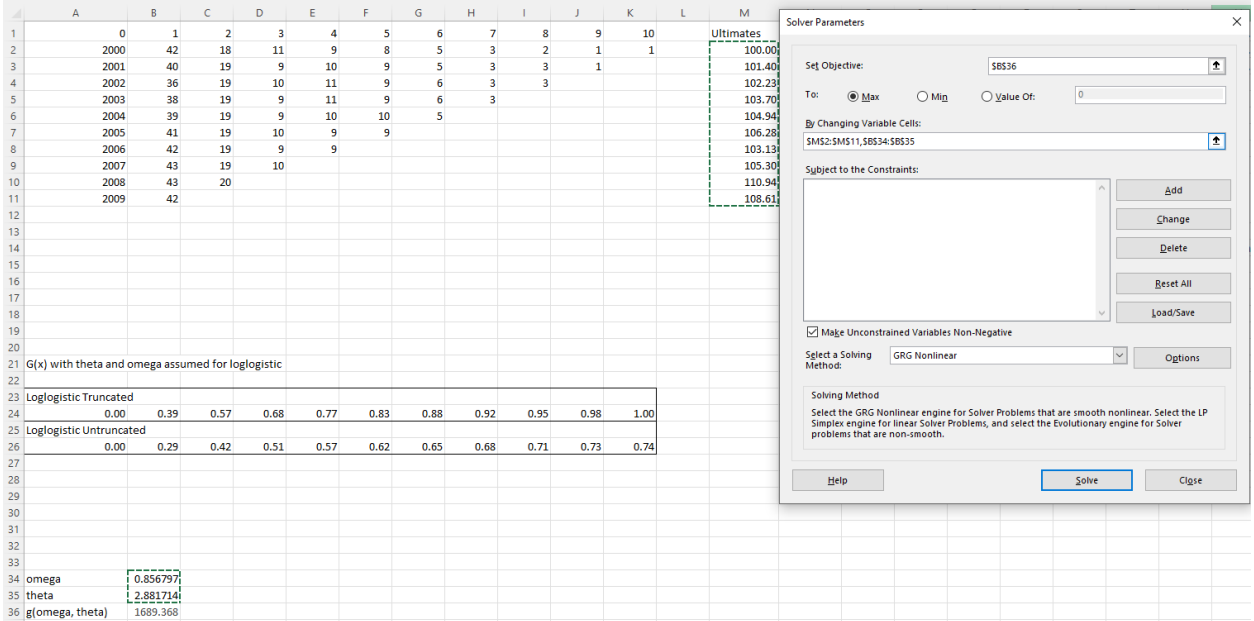 A B C D E F G H I J K L M
1 0 1 2 3 4 5 6 7 8 9 10 Ultimates
2 2000 42 18 11 9 8 5 3 2 1 1 100.00
3 2001 40 19 9 10 9 5 3 3 1 101.40
4 2002 36 19 10 11 9 6 3 3 102.23
5 2003 38 19 9 11 9 6 3 103.70
6 2004 39 19 9 10 10 5 104.94
7 2005 41 19 10 9 9 106.28
8 2006 42 19 9 9 103.13
9 2007 43 19 10 105.30
10 2008 43 20 110.94
11 2009 42 108.61
12
13
14
15
16
17
18
19
20
21 G(x) with theta and omega assumed for loglogistic
22
23 Loglogistic Truncated
24 0.00 0.39 0.57 0.68 0.77 0.83 0.88 0.92 0.95 0.98 1.00
25 Loglogistic Untruncated
26 0.00 0.29 0.42 0.51 0.57 0.62 0.65 0.68 0.71 0.73 0.74
27
28
29
30
31
32
33
34 omega 0.856797
35 theta 2.881714
36 g(omega, theta) 1689.368
Solver Parameters
Set Objective: $B$36
To: Max Min Value Of: 0
By Changing Variable Cells:
$M$2:$M$11,$B$34:$B$35
Subject to the Constraints:
Add
Change
Delete
Reset All
Load/Save
Make Unconstrained Variables Non-Negative
Select a Solving Method: GRG Nonlinear Options
Solving Method
Select the GRG Nonlinear engine for Solver Problems that are smooth nonlinear. Select the LP
Simplex engine for linear Solver Problems, and select the Evolutionary engine for Solver
problems that are non-smooth.
Help Solve Close